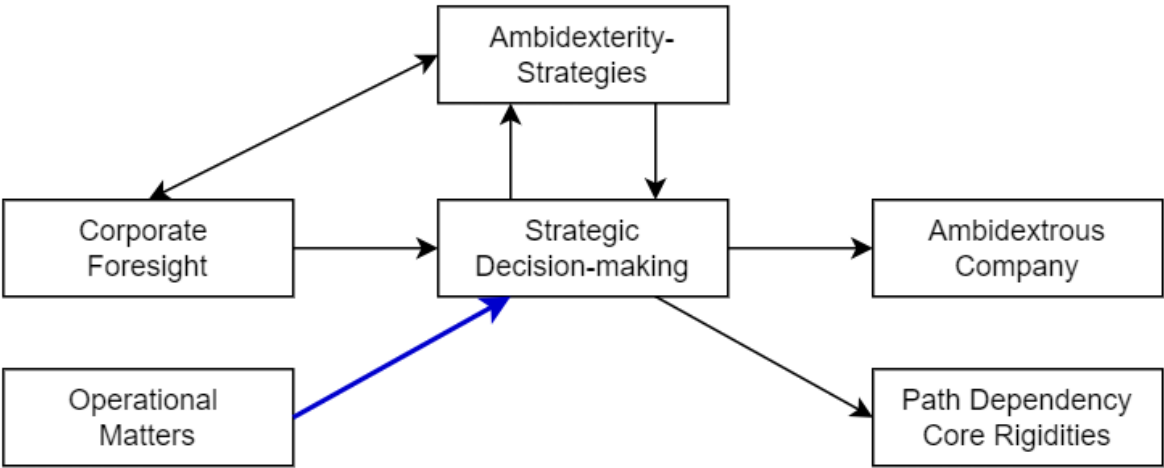 Ambidexterity-
Strategies
Corporate
Foresight
Strategic
Decision-making
Ambidextrous
Company
Operational
Matters
Path Dependency
Core Rigidities